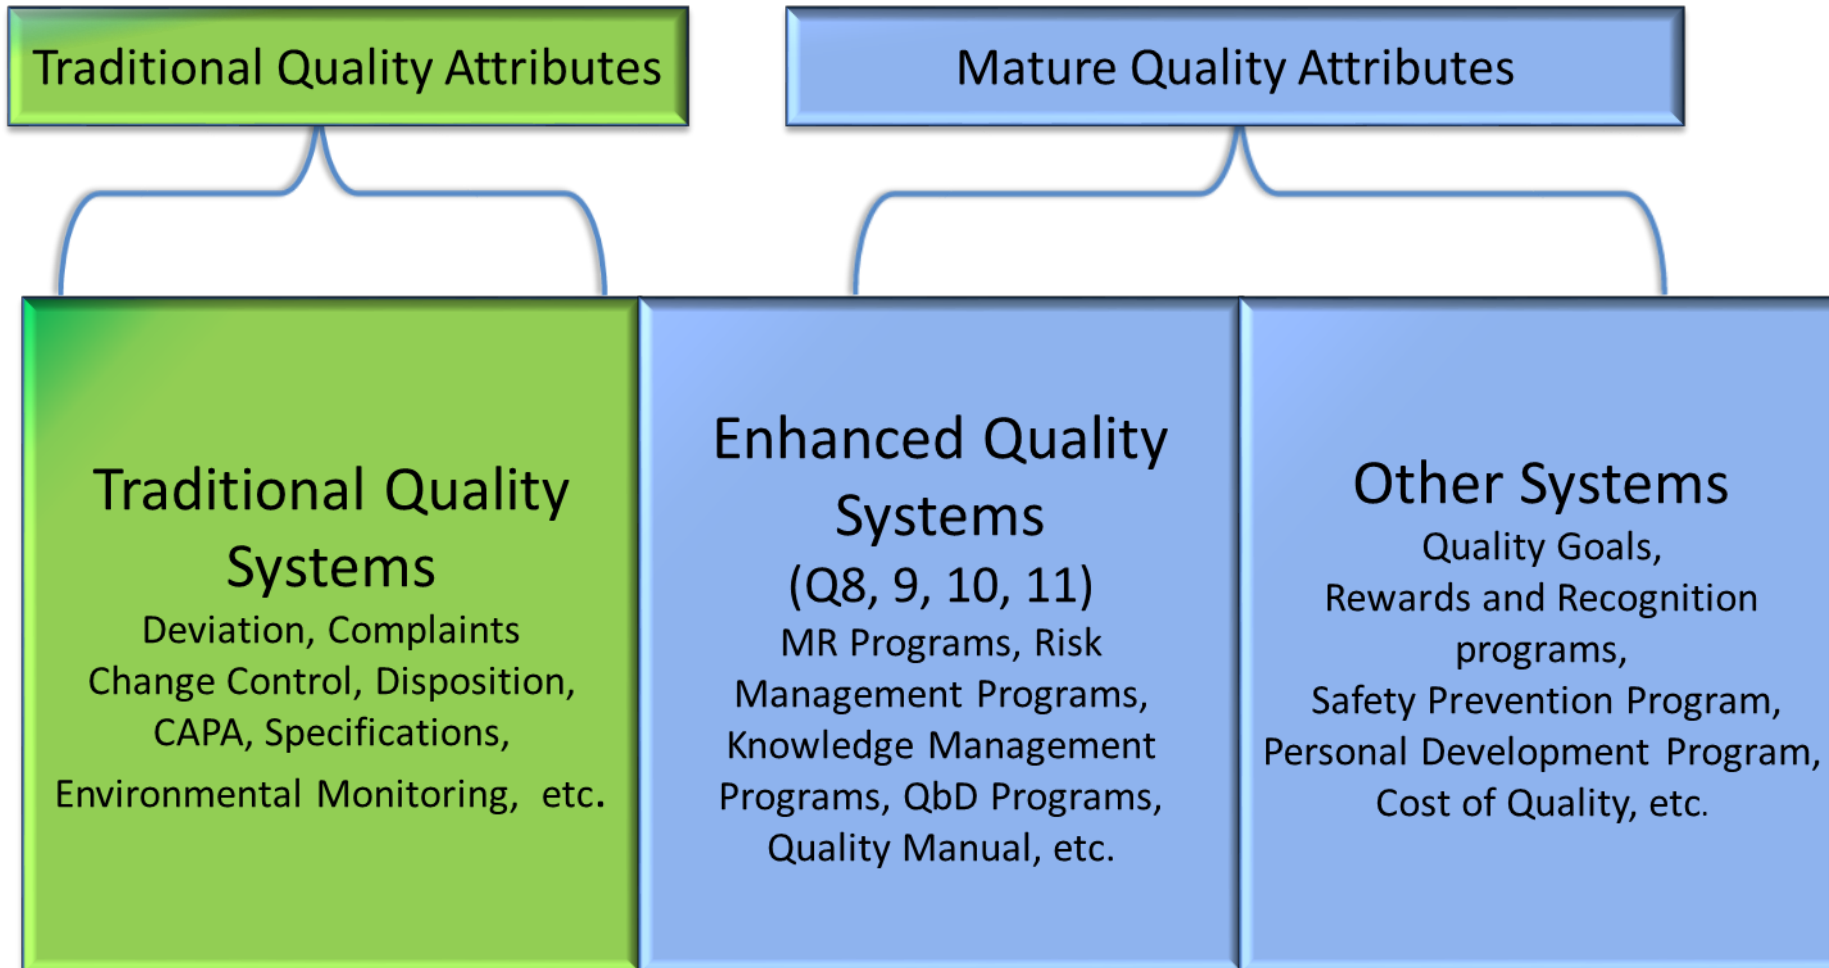 Traditional Quality Attributes
Mature Quality Attributes
Traditional Quality
Systems
Deviation, Complaints
Change Control, Disposition,
CAPA, Specifications,
Environmental Monitoring, etc.
Enhanced Quality
Systems
(Q8, 9, 10, 11)
MR Programs, Risk
Management Programs,
Knowledge Management
Programs, QbD Programs,
Quality Manual, etc.
Other Systems
Quality Goals,
Rewards and Recognition
programs,
Safety Prevention Program,
Personal Development Program,
Cost of Quality, etc.